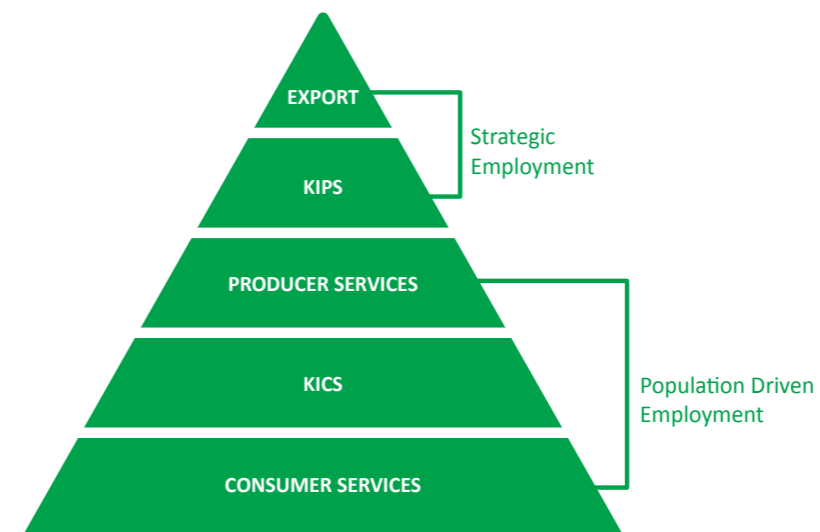 EXPORT
Strategic
Employment
KIPS
PRODUCER SERVICES
KICS
Population Driven
Employment
CONSUMER SERVICES